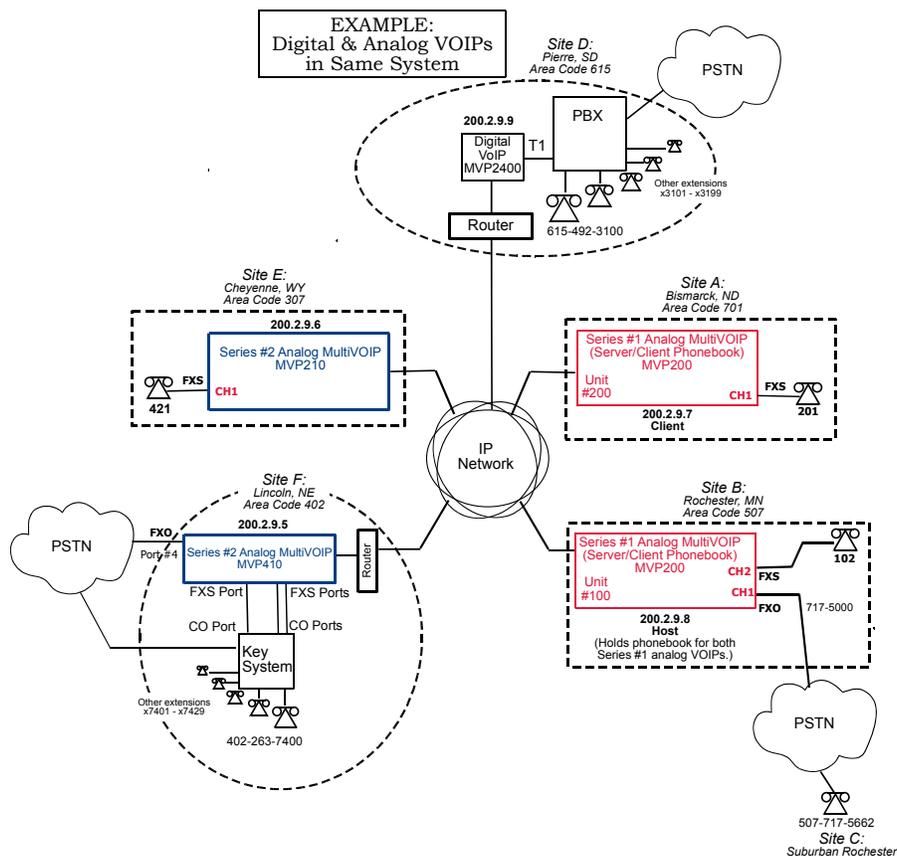 EXAMPLE:
Digital & Analog VOIPs
in Same System
Site D:
Pierre, SD
Area Code 615
PSTN
200.2.9.9
PBX
Digital
VoIP
MVP2400
T1
Other extensions
x3101 - x3199
Router
615-492-3100
Site E:
Cheyenne, WY
Area Code 307
200.2.9.6
Series #2 Analog MultiVOIP
MVP210
FXS
CH1
421
Site A:
Bismarck, ND
Area Code 701
Series #1 Analog MultiVOIP
(Server/Client Phonebook)
MVP200
Unit
#200
CH1
FXS
201
200.2.9.7
Client
IP
Network
Site F:
Lincoln, NE
Area Code 402
200.2.9.5
PSTN
FXO
Port #4
Series #2 Analog MultiVOIP
MVP410
Router
FXS Port
FXS Ports
CO Port
CO Ports
Key
System
Other extensions
x7401 - x7429
402-263-7400
Site B:
Rochester, MN
Area Code 507
Series #1 Analog MultiVOIP
(Server/Client Phonebook)
MVP200
Unit
#100
CH2
FXS
102
CH1
FXO
717-5000
200.2.9.8
Host
(Holds phonebook for both
Series #1 analog VOIPs.)
PSTN
507-717-5662
Site C:
Suburban Rochester